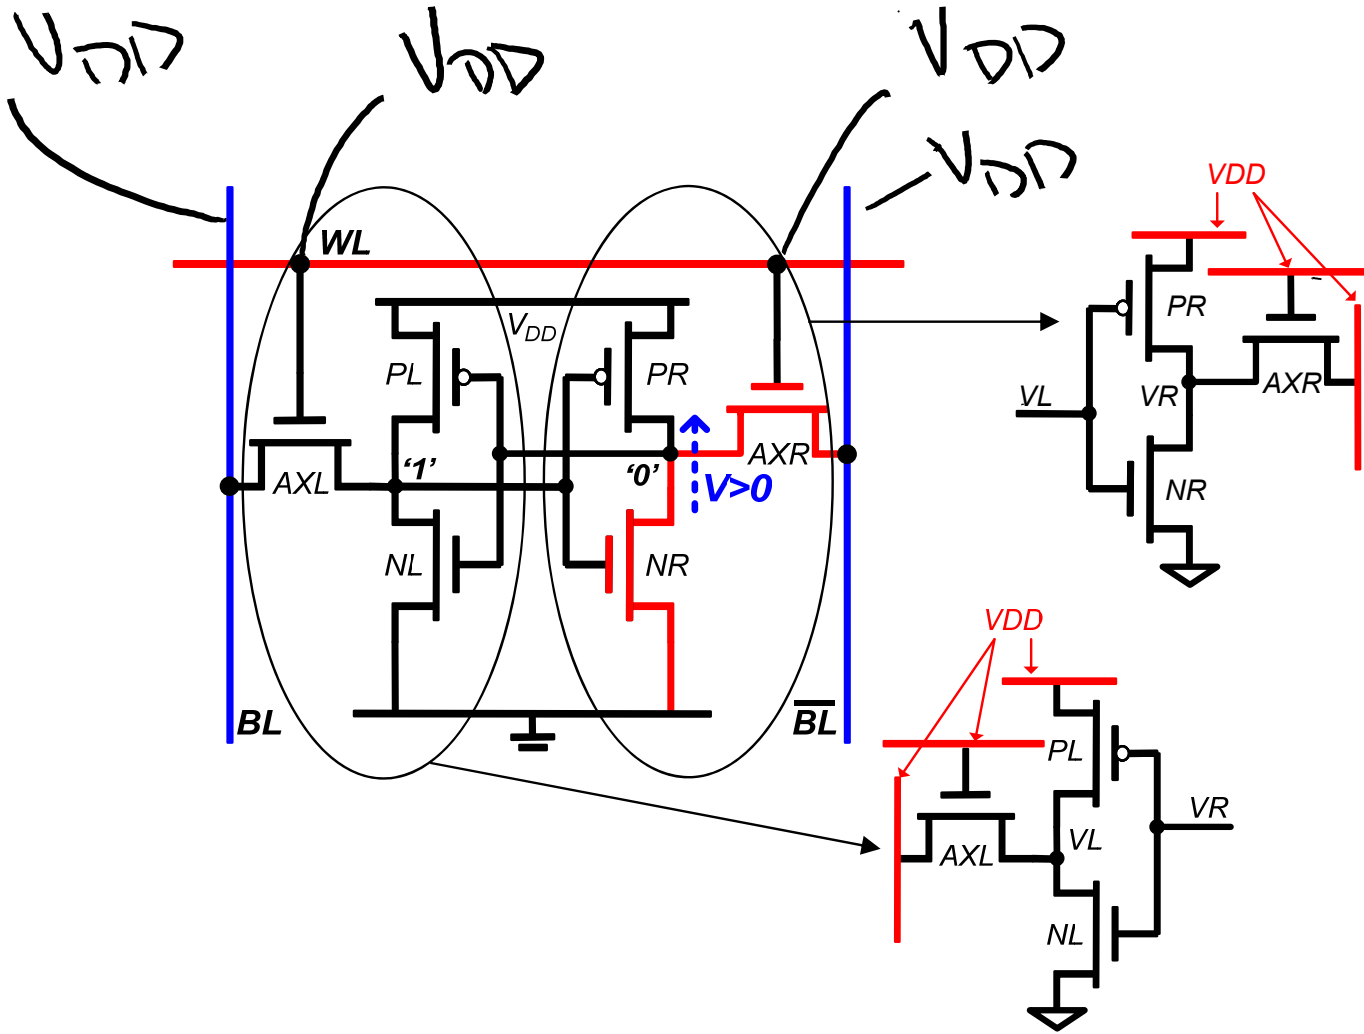 VDD VDD VDD
VDD
VDD
WL
VDD
PL PR
PR
VL VR AXR
AXL '1' '0' AXR
V>0
NR
NL NR
VDD
BL BL
PL
VR
AXL VL
NL